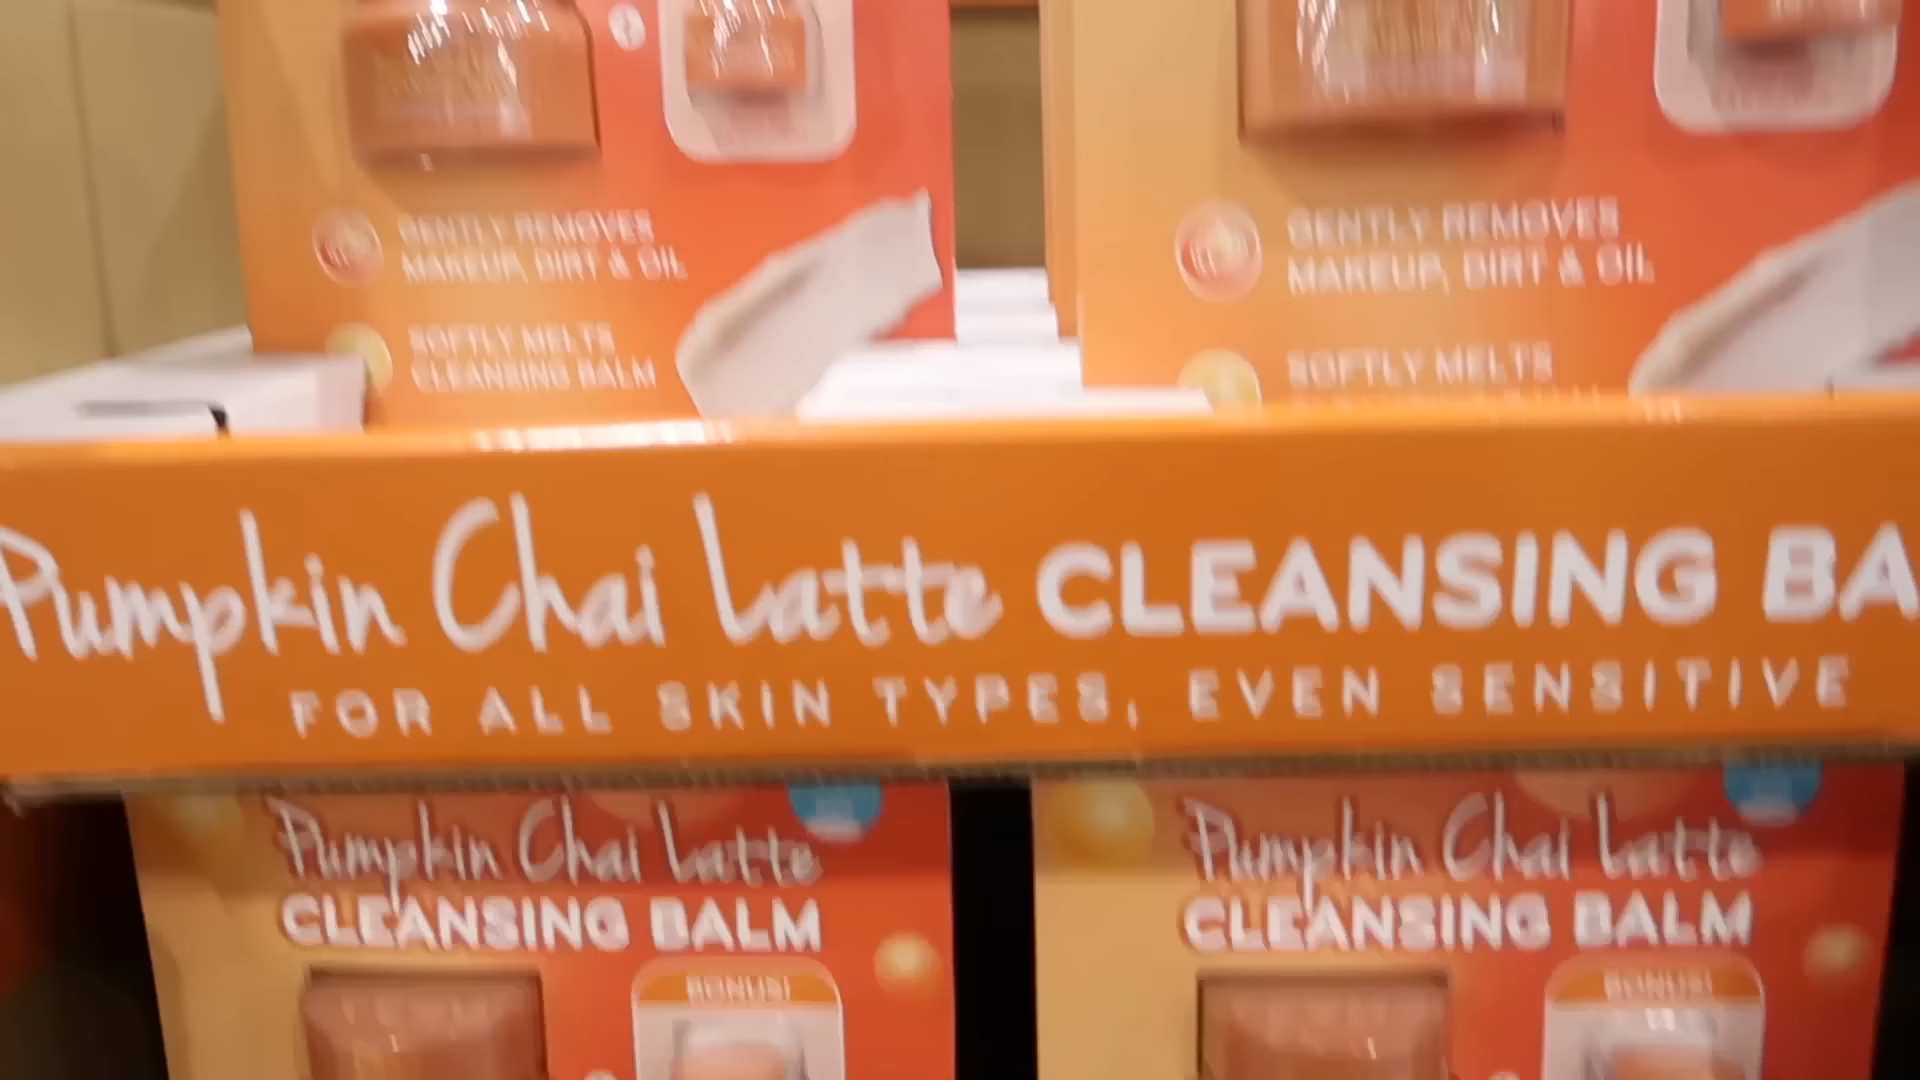 GENTLY REMOVES
MAKEUP, DIRT & OIL
SOFTLY MELTS
CLEANSING BALM
GENTLY REMOVES
MAKEUP, DIRT & OIL
SOFTLY MELTS
Pumpkin Chai Latte CLEANSING BA
FOR ALL SKIN TYPES, EVEN SENSITIVE
Pumpkin Chai Latte
CLEANSING BALM
BONUS!
Pumpkin Chai Latte
CLEANSING BALM
BONUS!